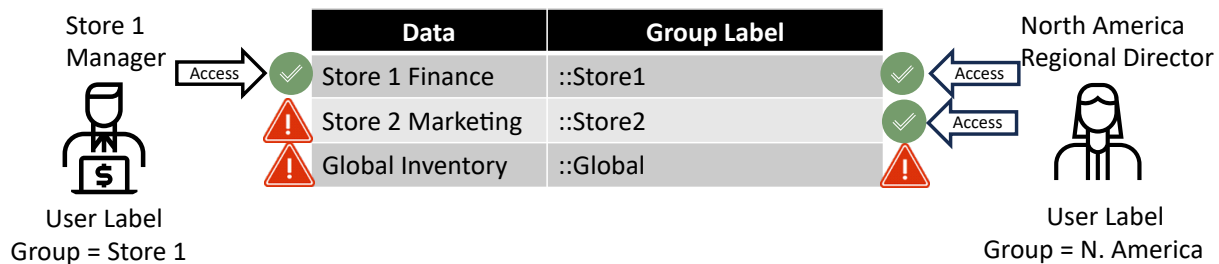 Store 1
Manager
Access
User Label
Group = Store 1
Data Group Label
Store 1 Finance ::Store1
Store 2 Marketing ::Store2
Global Inventory ::Global
North America
Regional Director
Access
Access
User Label
Group = N. America
$